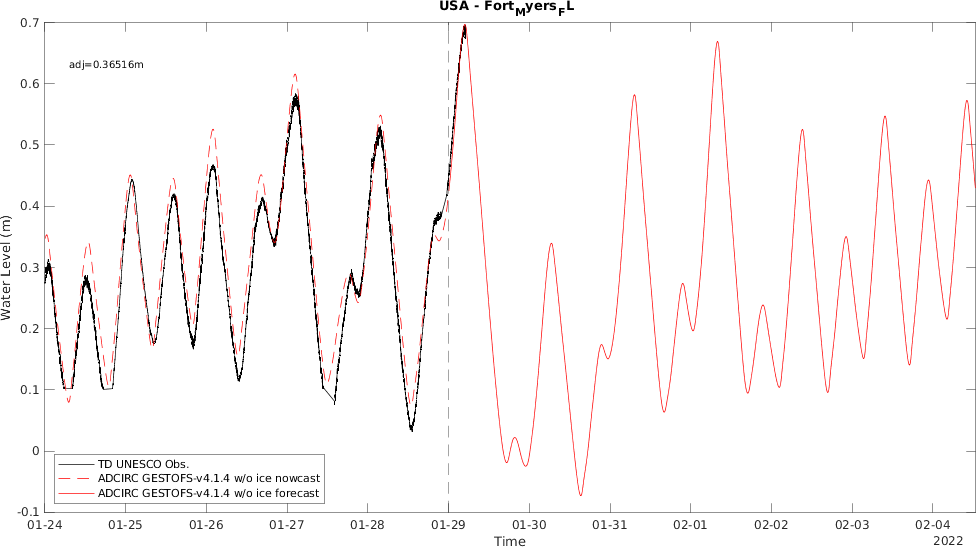 USA - Fort_Myers_FL
adj=0.36516m
0.7
0.6
0.5
0.4
0.3
0.2
0.1
0
-0.1
Water Level (m)
TD UNESCO Obs.
ADCIRC GESTOFS-v4.1.4 w/o ice nowcast
ADCIRC GESTOFS-v4.1.4 w/o ice forecast
01-24 01-25 01-26 01-27 01-28 01-29 01-30 01-31 02-01 02-02 02-03 02-04
Time
2022